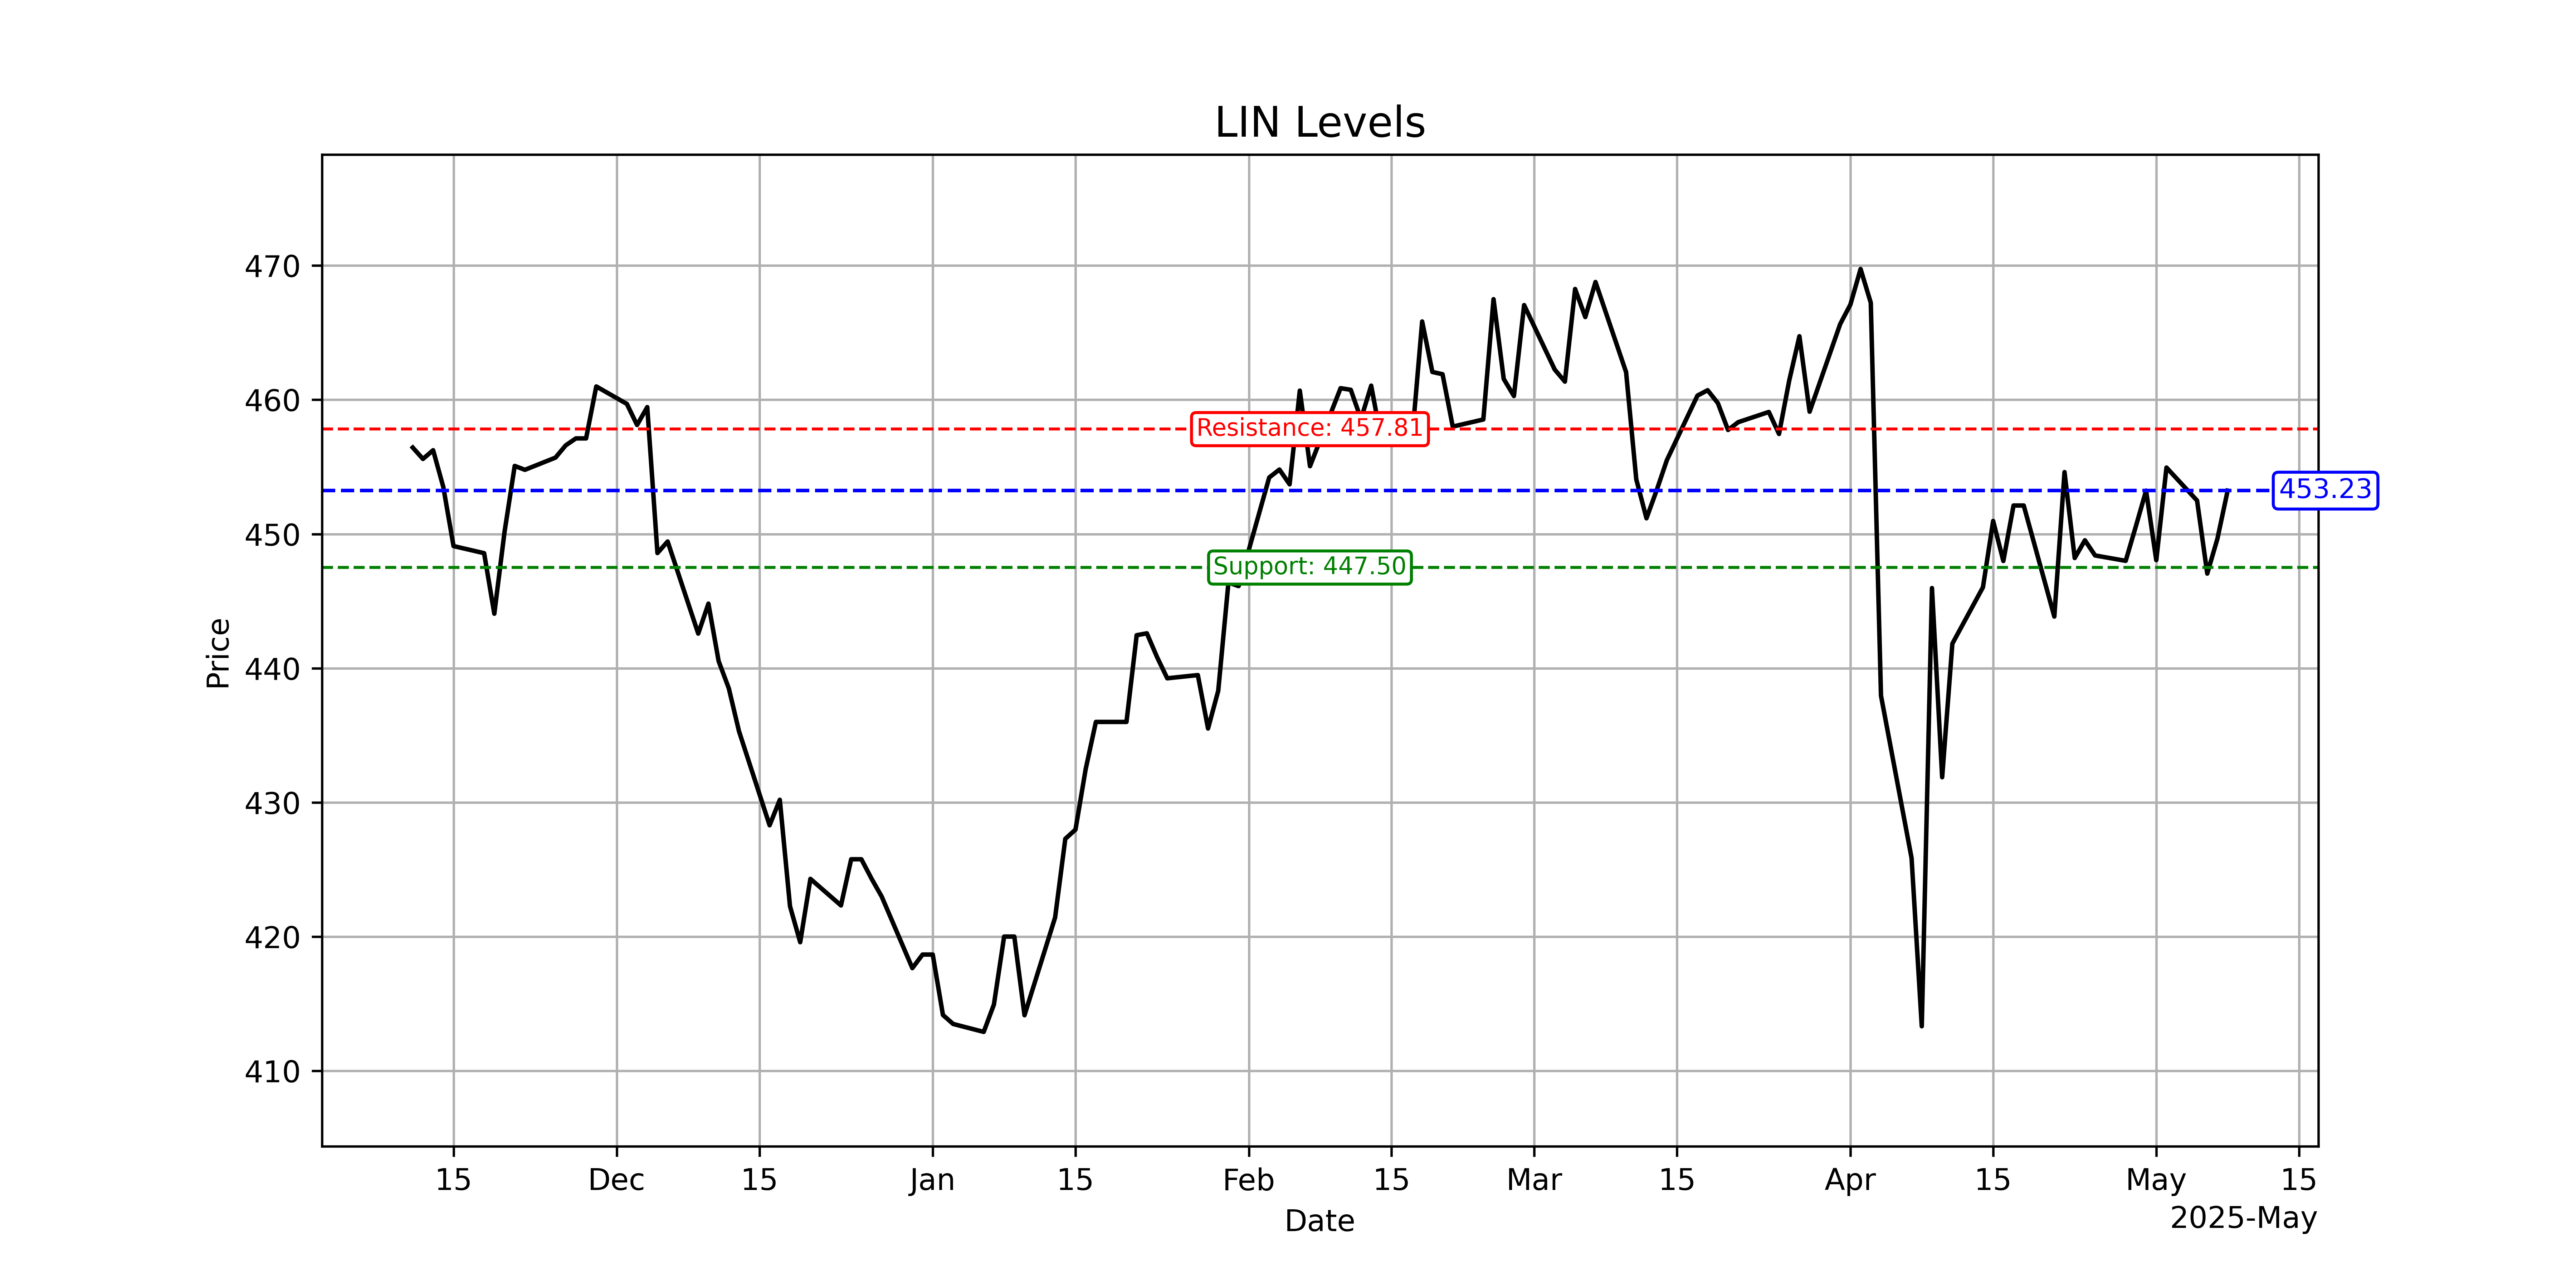 LIN Levels
470
460
450
440
430
420
410
Price
Resistance: 457.81
453.23
Support: 447.50
15 Dec 15 Jan 15 Feb 15 Mar 15 Apr 15 May 15
Date
2025-May